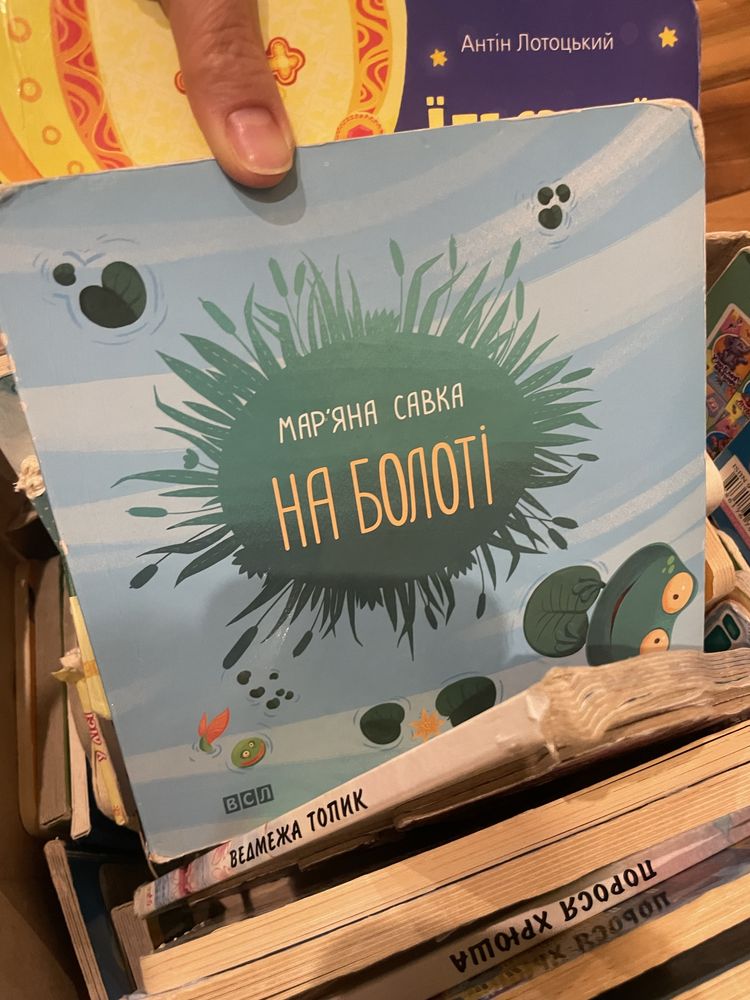 Антін Лотоцький
МАР'ЯНА САВКА
НА БОЛОТІ
ВСЛ
ВЕДМЕЖА ТОПИК
ПОРОСЯ ХРЮША